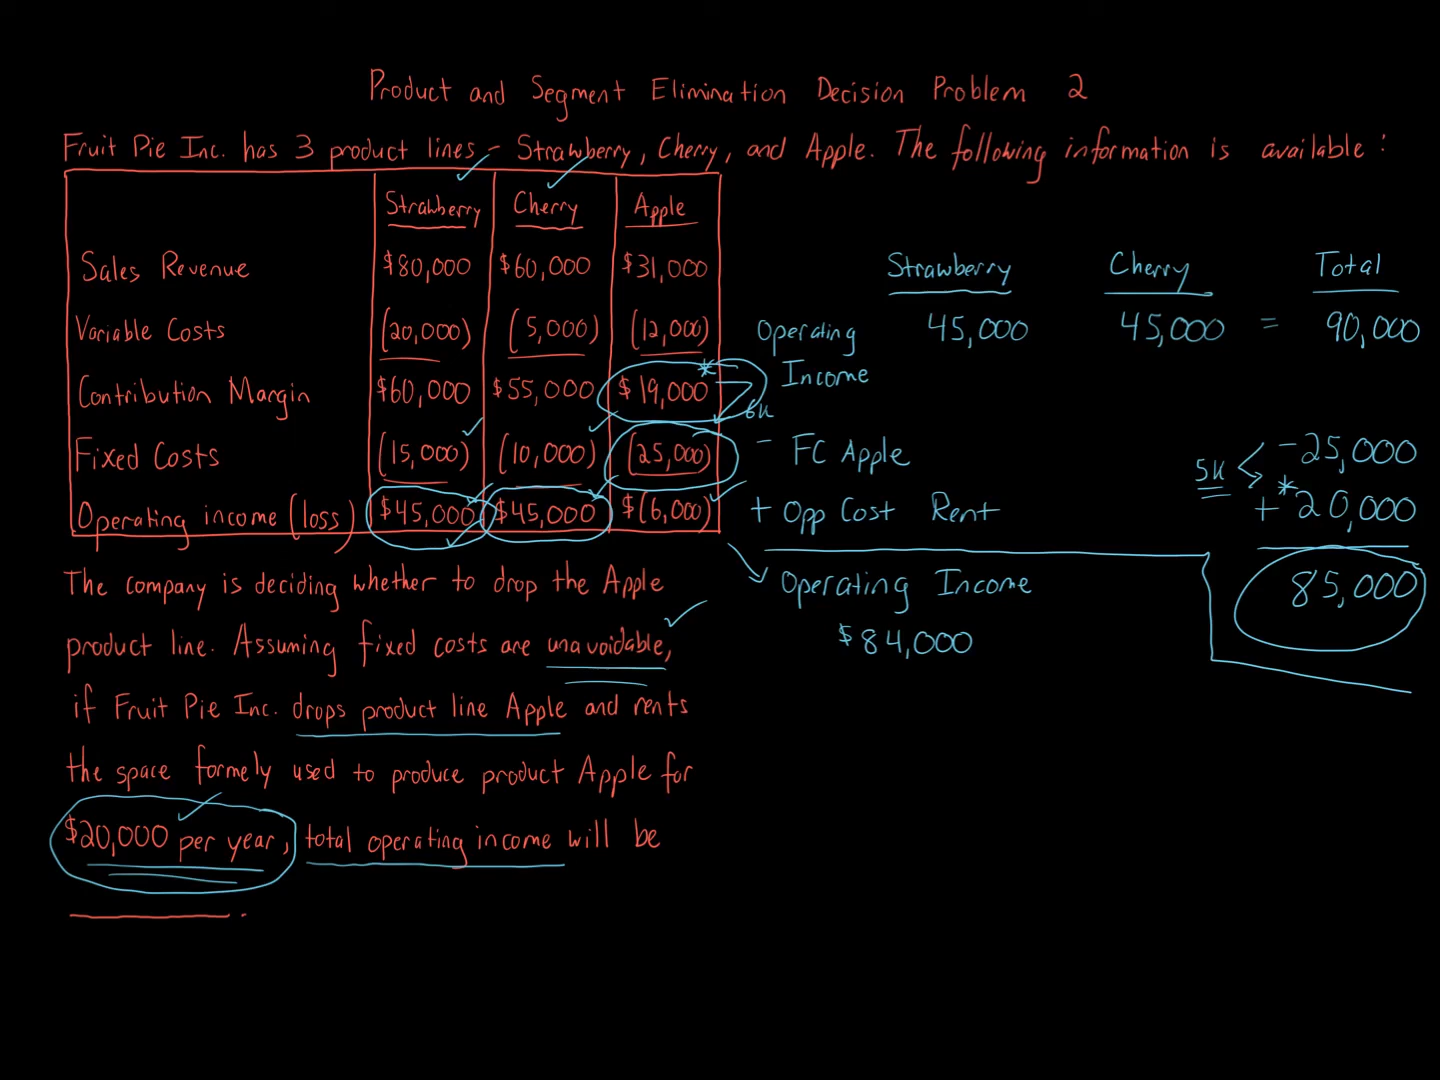 Product and Segment Elimination Decision Problem 2
Fruit Pie Inc. has 3 product lines - Strawberry, Cherry, and Apple. The following information is available:
Strawberry Cherry Apple
Sales Revenue $80,000 $60,000 $31,000
Variable Costs (20,000) (5,000) (12,000)
Contribution Margin $60,000 $55,000 $19,000 *
6k
Fixed Costs (15,000) (10,000) (25,000)
Operating income (loss) $45,000 $45,000 $(6,000)
The company is deciding whether to drop the Apple
product line. Assuming fixed costs are unavoidable,
if Fruit Pie Inc. drops product line Apple and rents
the space formely used to produce product Apple for
$20,000 per year, total operating income will be
________.
Strawberry Cherry Total
Operating 45,000 45,000 = 90,000
Income
- FC Apple -25,000
5k
+ Opp Cost Rent + *20,000
Operating Income 85,000
$84,000